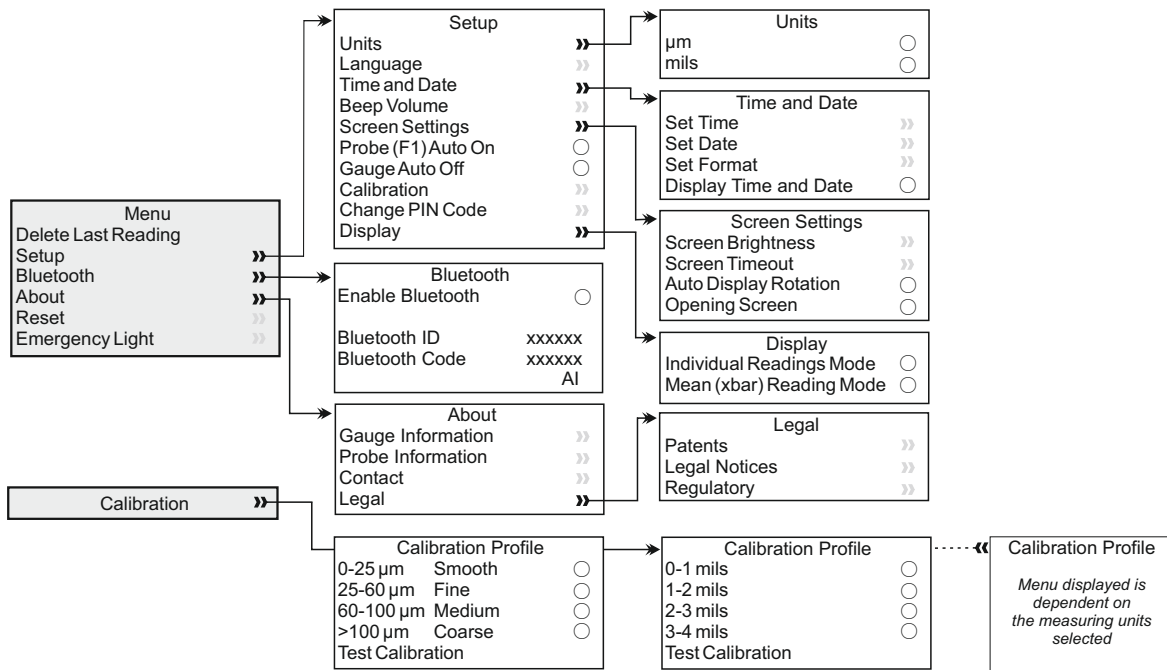 Menu
Delete Last Reading
Setup
Bluetooth
About
Reset
Emergency Light
Calibration
Setup
Units
Language
Time and Date
Beep Volume
Screen Settings
Probe (F1) Auto On
Gauge Auto Off
Calibration
Change PIN Code
Display
Bluetooth
Enable Bluetooth
Bluetooth ID xxxxxx
Bluetooth Code xxxxxx
AI
About
Gauge Information
Probe Information
Contact
Legal
Calibration Profile
0-25 µm Smooth
25-60 µm Fine
60-100 µm Medium
>100 µm Coarse
Test Calibration
Units
µm
mils
Time and Date
Set Time
Set Date
Set Format
Display Time and Date
Screen Settings
Screen Brightness
Screen Timeout
Auto Display Rotation
Opening Screen
Display
Individual Readings Mode
Mean (xbar) Reading Mode
Legal
Patents
Legal Notices
Regulatory
Calibration Profile
0-1 mils
1-2 mils
2-3 mils
3-4 mils
Test Calibration
Calibration Profile
Menu displayed is
dependent on
the measuring units
selected